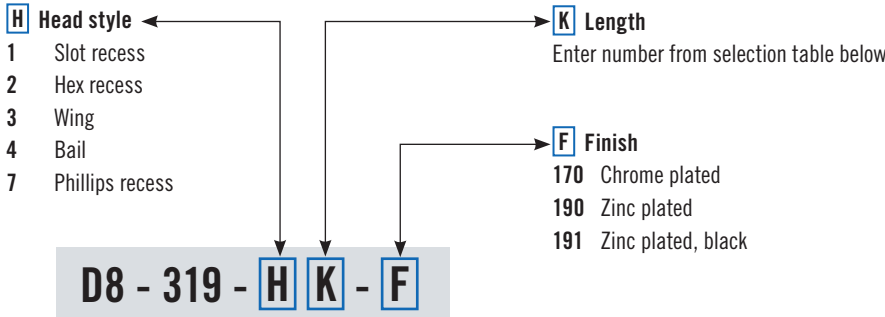 H Head style
1 Slot recess
2 Hex recess
3 Wing
4 Bail
7 Phillips recess
K Length
Enter number from selection table below
F Finish
170 Chrome plated
190 Zinc plated
191 Zinc plated, black
D8 - 319 - H K - F